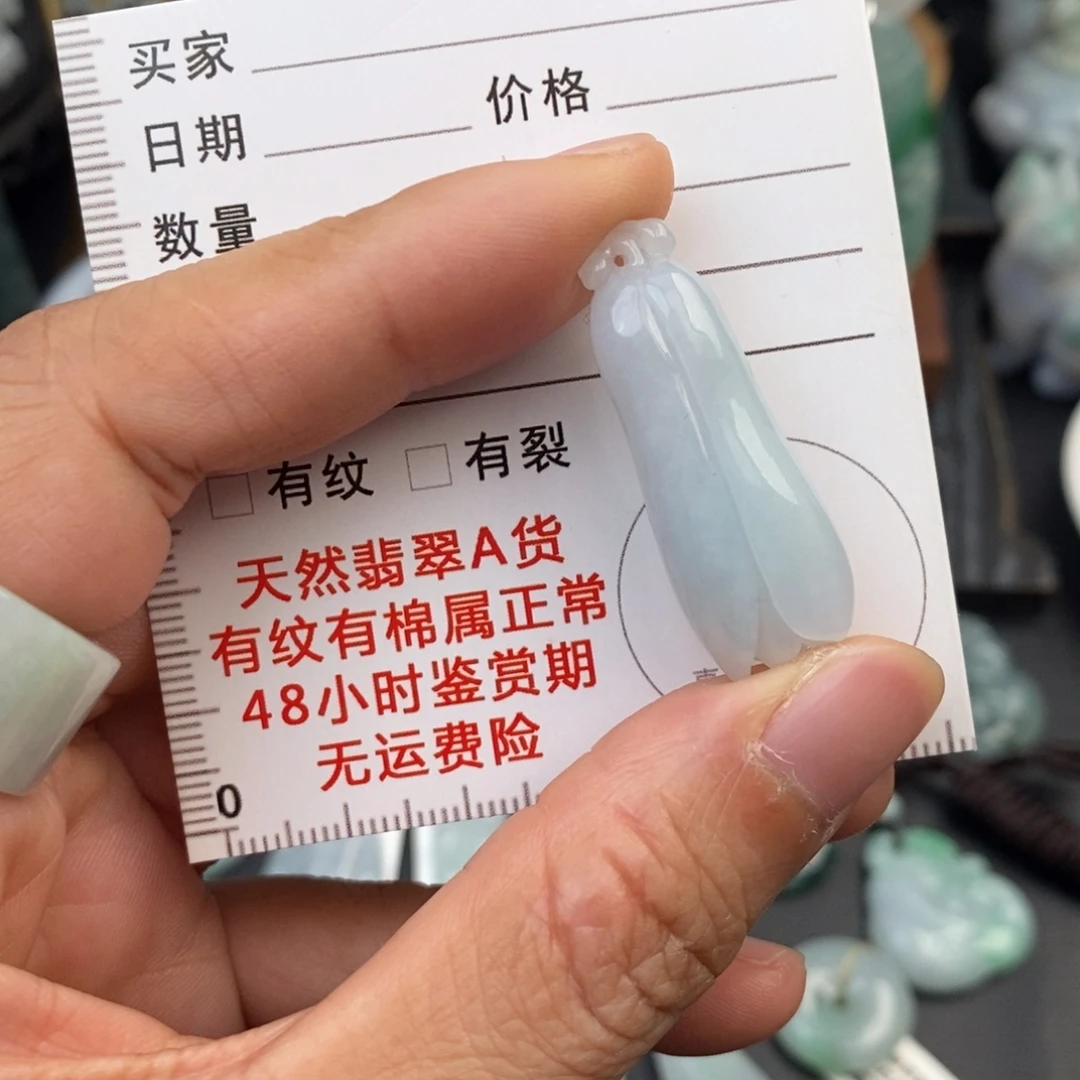 买家
日期 价格
数量
有纹 有裂
天然翡翠A货
有纹有棉属正常
48小时鉴赏期
无运费险
0